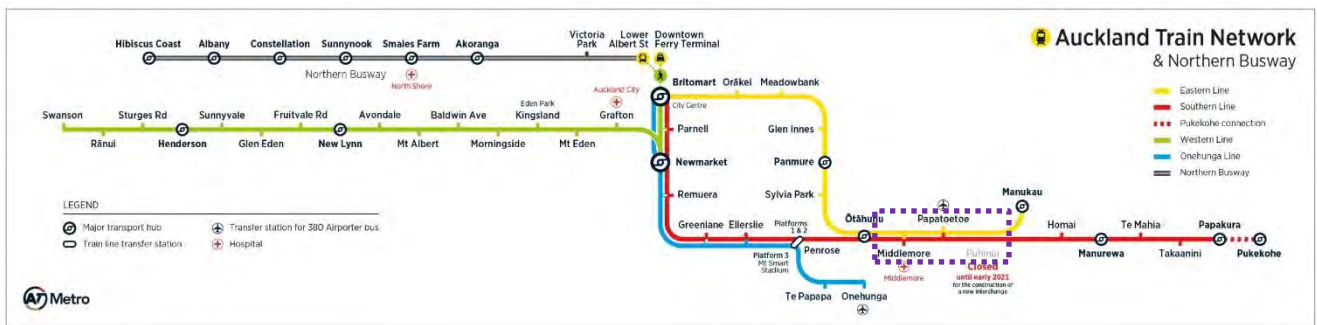 Auckland Train Network
& Northern Busway
Eastern Line
Southern Line
Pukekohe connection
Western Line
Onehunga Line
Northern Busway
Hibiscus Coast
Albany
Constellation
Sunnynook
Smales Farm
Akoranga
Victoria
Park
Lower
Albert St
Downtown
Ferry Terminal
Northern Busway
North Shore
Swanson
Rānui
Sturges Rd
Henderson
Sunnyvale
Glen Eden
Fruitvale Rd
New Lynn
Avondale
Mt Albert
Baldwin Ave
Morningside
Eden Park
Kingsland
Mt Eden
Auckland City
Grafton
Britomart
City Centre
Orākei
Meadowbank
Parnell
Glen Innes
Newmarket
Panmure
Remuera
Sylvia Park
Manukau
Greenlane
Ellerslie
Platforms
1 & 2
Penrose
Platform 3
Mt Smart
Stadium
Te Papapa
Onehunga
Ōtāhuhu
Middlemore
Middlemore
Papatoetoe
Puhinui
Closed
until early 2021
for the construction of
a new interchange
Homai
Manurewa
Te Mahia
Takaanini
Papakura
Pukekohe
LEGEND
Major transport hub
Train line transfer station
Transfer station for 380 Airporter bus
Hospital
AT Metro